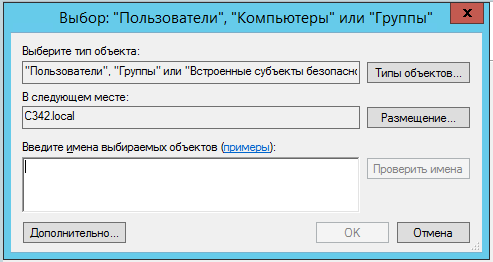 Выбор: "Пользователи", "Компьютеры" или "Группы"
x
Выберите тип объекта:
"Пользователи", "Группы" или "Встроенные субъекты безопасно
Типы объектов...
В следующем месте:
C342.local
Размещение...
Введите имена выбираемых объектов (примеры):
Проверить имена
Дополнительно...
OK
Отмена